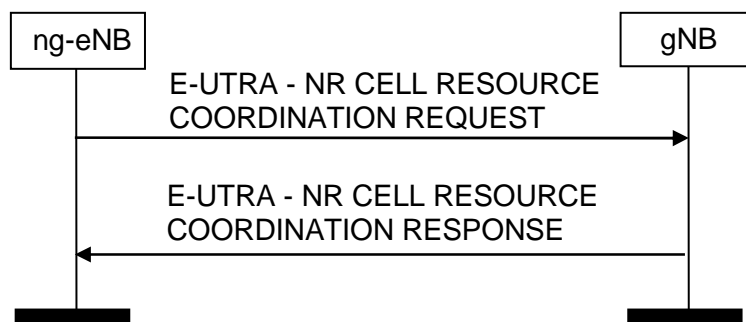 ng-eNB
gNB
E-UTRA - NR CELL RESOURCE
COORDINATION REQUEST
E-UTRA - NR CELL RESOURCE
COORDINATION RESPONSE